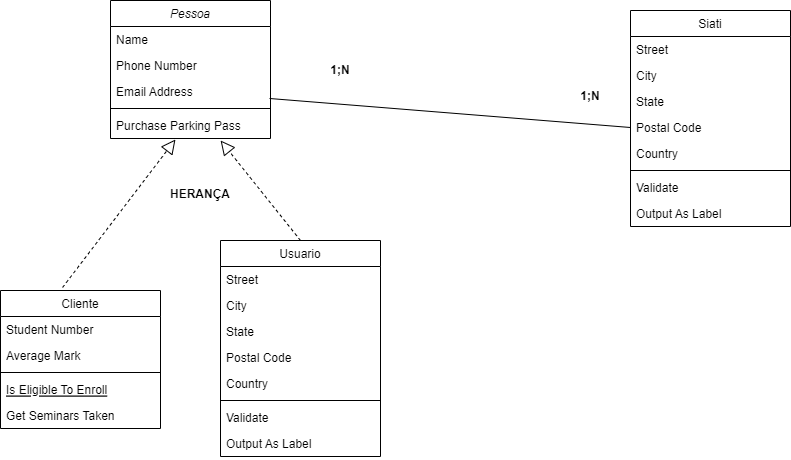 Pessoa
Name
Phone Number
Email Address
Purchase Parking Pass
1;N
1;N
Siati
Street
City
State
Postal Code
Country
Validate
Output As Label
HERANÇA
Cliente
Student Number
Average Mark
Is Eligible To Enroll
Get Seminars Taken
Usuario
Street
City
State
Postal Code
Country
Validate
Output As Label